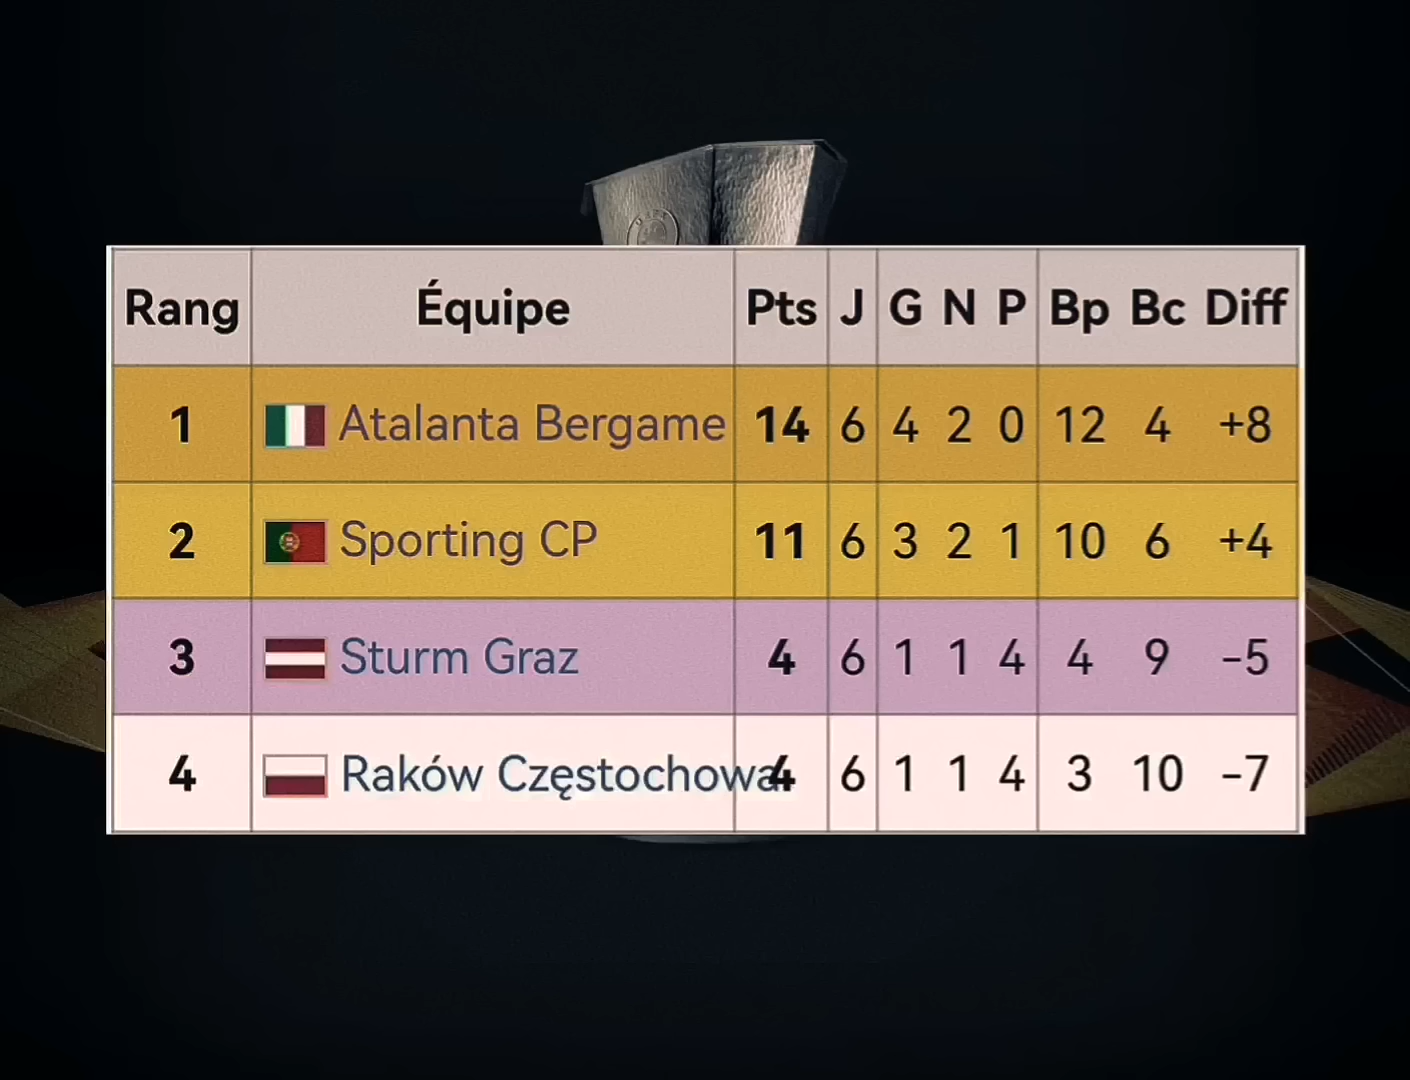 Rang Équipe Pts J G N P Bp Bc Diff
1 Atalanta Bergame 14 6 4 2 0 12 4 +8
2 Sporting CP 11 6 3 2 1 10 6 +4
3 Sturm Graz 4 6 1 1 4 4 9 -5
4 Raków Częstochowa 4 6 1 1 4 3 10 -7